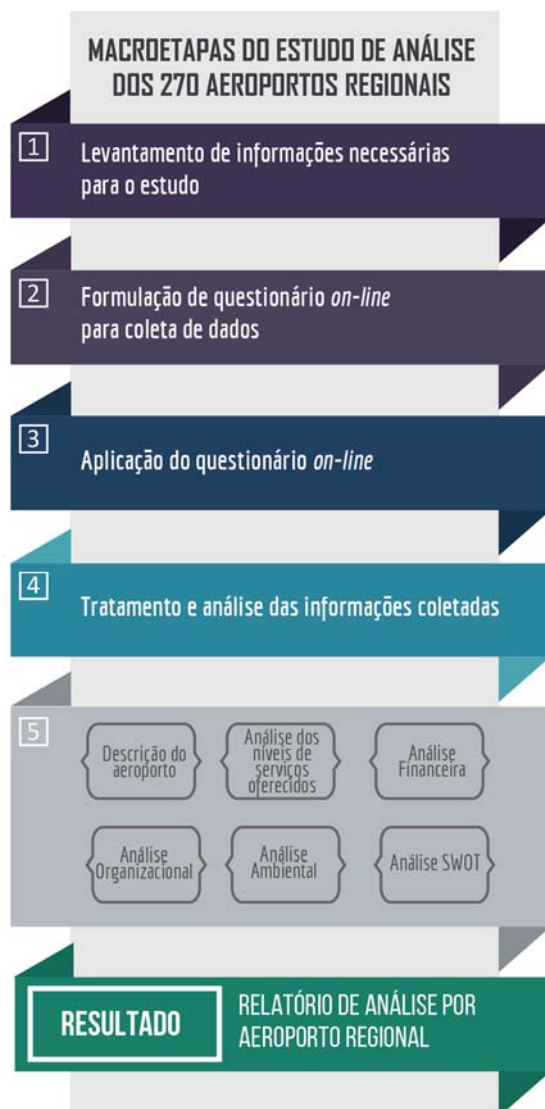 MACROETAPAS DO ESTUDO DE ANÁLISE
DOS 270 AEROPORTOS REGIONAIS
1
Levantamento de informações necessárias
para o estudo
2
Formulação de questionário on-line
para coleta de dados
3
Aplicação do questionário on-line
4
Tratamento e análise das informações coletadas
5
Descrição do
aeroporto
Análise dos
níveis de
serviços
oferecidos
Análise
Financeira
Análise
Organizacional
Análise
Ambiental
Análise SWOT
RESULTADO
RELATÓRIO DE ANÁLISE POR
AEROPORTO REGIONAL